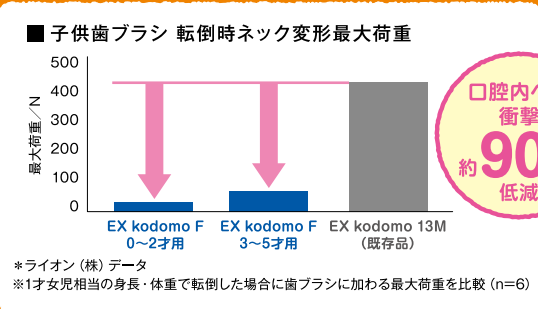 ■ 子供歯ブラシ 転倒時ネック変形最大荷重
最大荷重／N
500
400
300
200
100
0
EX kodomo F
0〜2才用
EX kodomo F
3〜5才用
EX kodomo 13M
（既存品）
口腔内へ
衝撃
約90
低減
＊ライオン（株）データ
※1才女児相当の身長・体重で転倒した場合に歯ブラシに加わる最大荷重を比較（n=6）